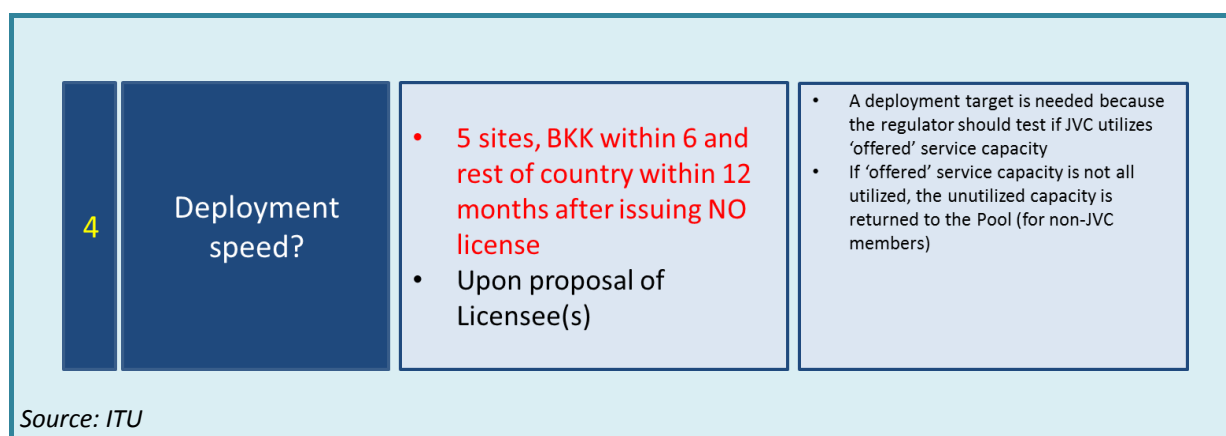 4
Deployment
speed?
• 5 sites, BKK within 6 and
rest of country within 12
months after issuing NO
license
• Upon proposal of
Licensee(s)
• A deployment target is needed because
the regulator should test if JVC utilizes
‘offered’ service capacity
• If ‘offered’ service capacity is not all
utilized, the unutilized capacity is
returned to the Pool (for non-JVC
members)
Source: ITU